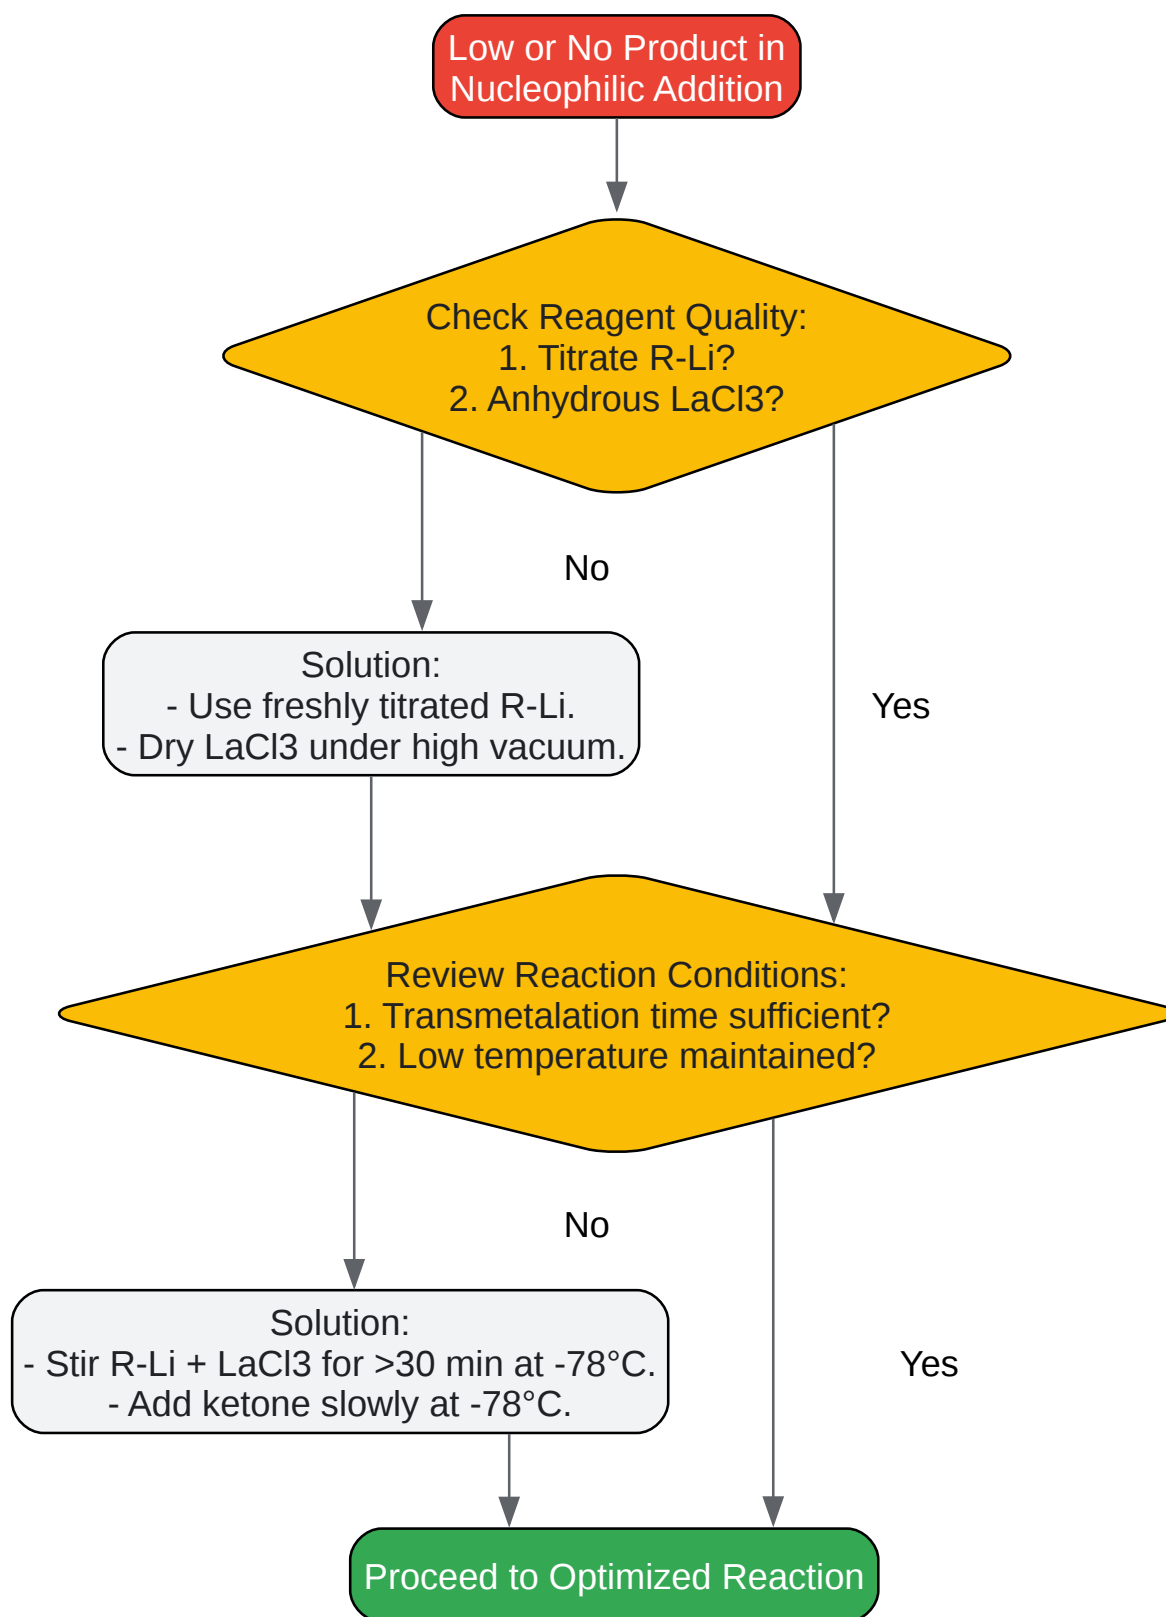 Low or No Product in
Nucleophilic Addition
Check Reagent Quality:
1. Titrate R-Li?
2. Anhydrous LaCl3?
No
Solution:
- Use freshly titrated R-Li.
- Dry LaCl3 under high vacuum.
Yes
Review Reaction Conditions:
1. Transmetalation time sufficient?
2. Low temperature maintained?
No
Solution:
- Stir R-Li + LaCl3 for >30 min at -78°C.
- Add ketone slowly at -78°C.
Yes
Proceed to Optimized Reaction